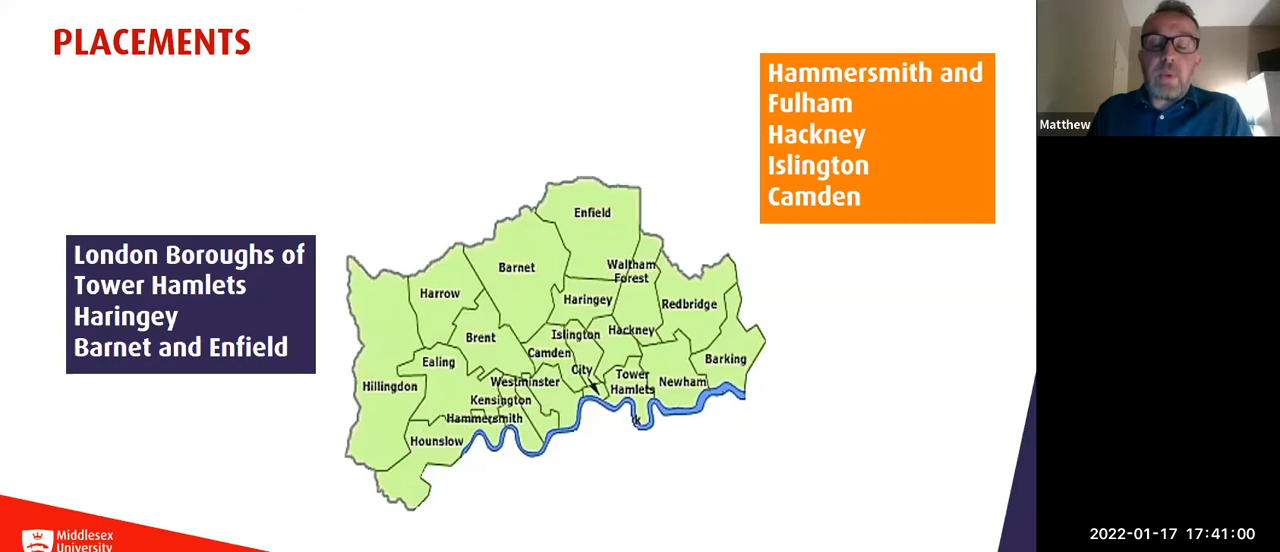 PLACEMENTS
Hammersmith and
Fulham
Hackney
Islington
Camden
Matthew
London Boroughs of
Tower Hamlets
Haringey
Barnet and Enfield
Enfield
Barnet
Waltham
Forest
Harrow
Haringey
Redbridge
Brent
Islington
Hackney
Camden
Ealing
Barking
City
Tower
Hamlets
Hillingdon
Westminster
Newham
Kensington
Hammersmith
Hounslow
Middlesex
University
2022-01-17 17:41:00